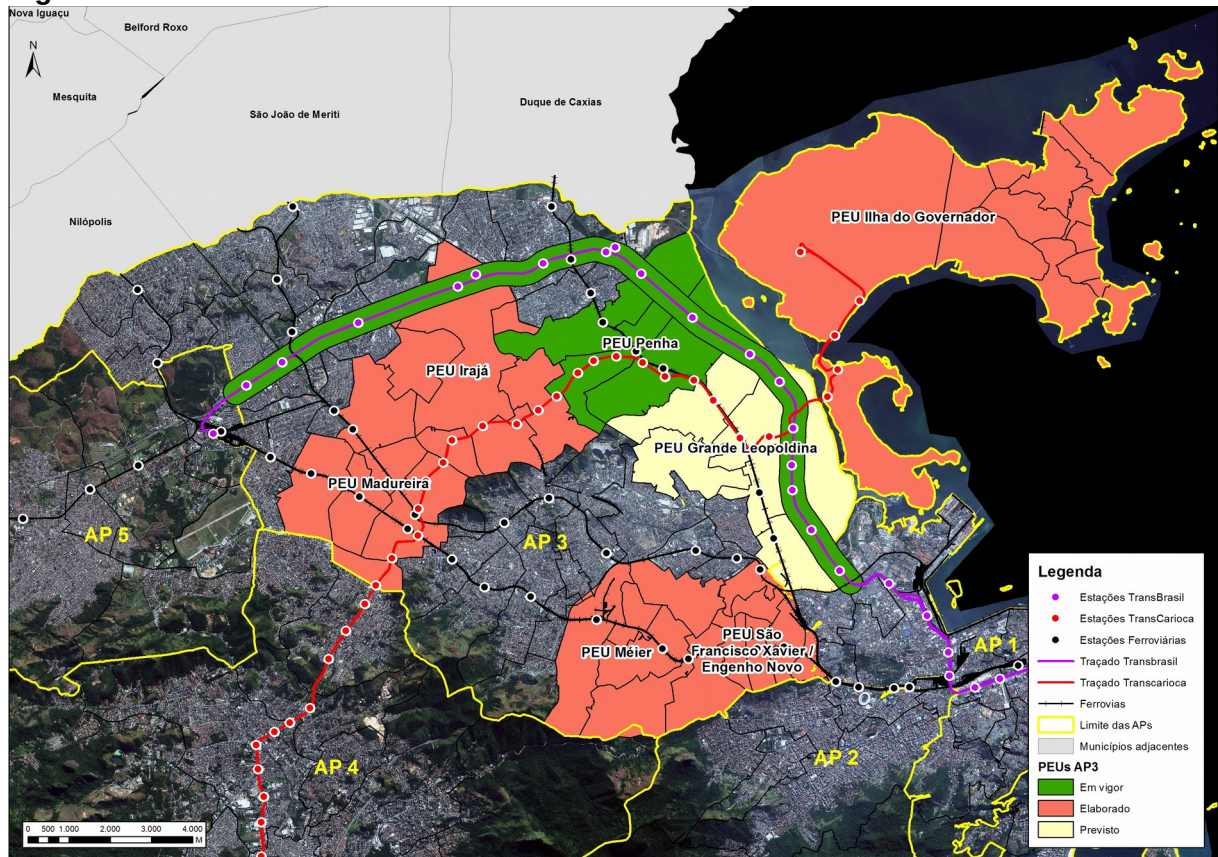 Nova Iguaçu
Belford Roxo
N
Mesquita
São João de Meriti
Duque de Caxias
Nilópolis
PEU Ilha do Governador
PEU Penha
PEU Irajá
PEU Grande Leopoldina
PEU Madureira
AP 5
AP 3
PEU São
Francisco Xavier /
Engenho Novo
PEU Méier
AP 1
AP 2
AP 4
Legenda
Estações TransBrasil
Estações TransCarioca
Estações Ferroviárias
Traçado Transbrasil
Traçado Transcarioca
Ferrovias
Limite das APs
Municípios adjacentes
PEUs AP3
Em vigor
Elaborado
Previsto
0 500 1.000 2.000 3.000 4.000
M